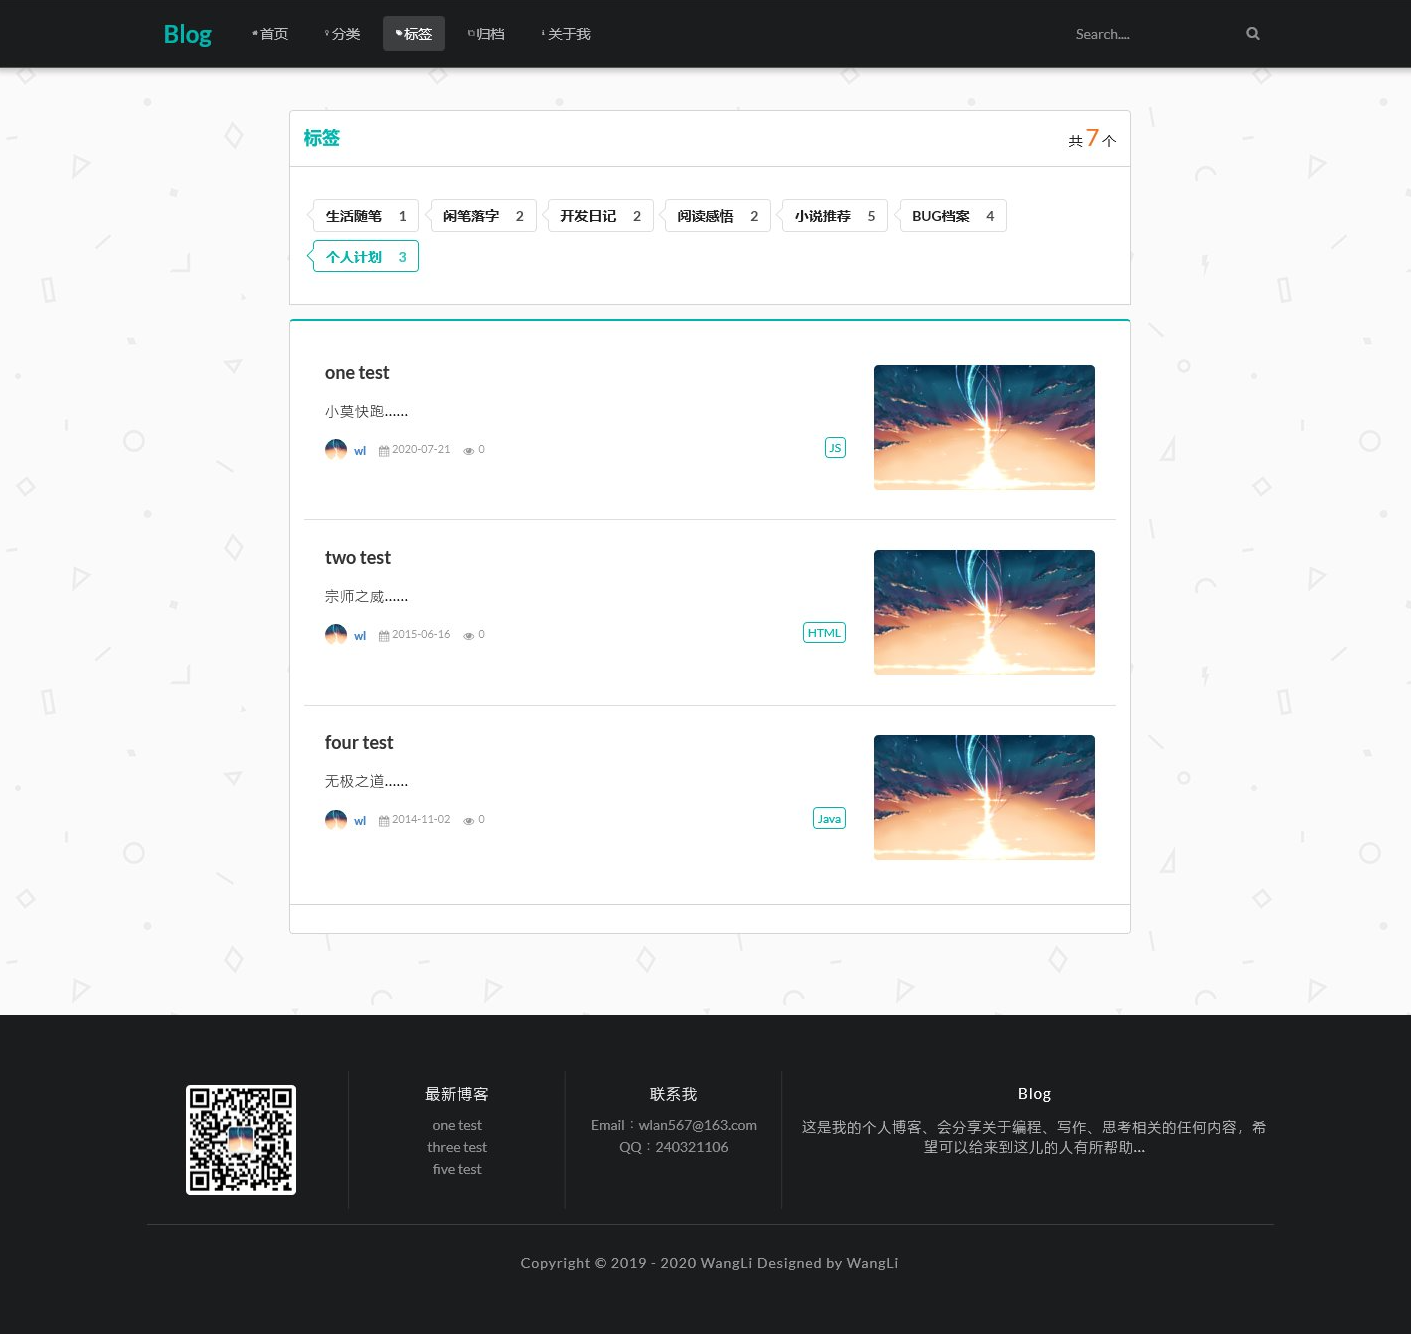 Blog 首页 分类 标签 归档 关于我 Search....
标签 共 7 个
生活随笔 1 闲笔落字 2 开发日记 2 阅读感悟 2 小说推荐 5 BUG档案 4
个人计划 3
one test
小莫快跑......
wl 2020-07-21 0 JS
two test
宗师之威......
wl 2015-06-16 0 HTML
four test
无极之道......
wl 2014-11-02 0 Java
最新博客
one test
three test
five test
联系我
Email：wlan567@163.com
QQ：240321106
Blog
这是我的个人博客、会分享关于编程、写作、思考相关的任何内容，希
望可以给来到这儿的人有所帮助...
Copyright © 2019 - 2020 WangLi Designed by WangLi